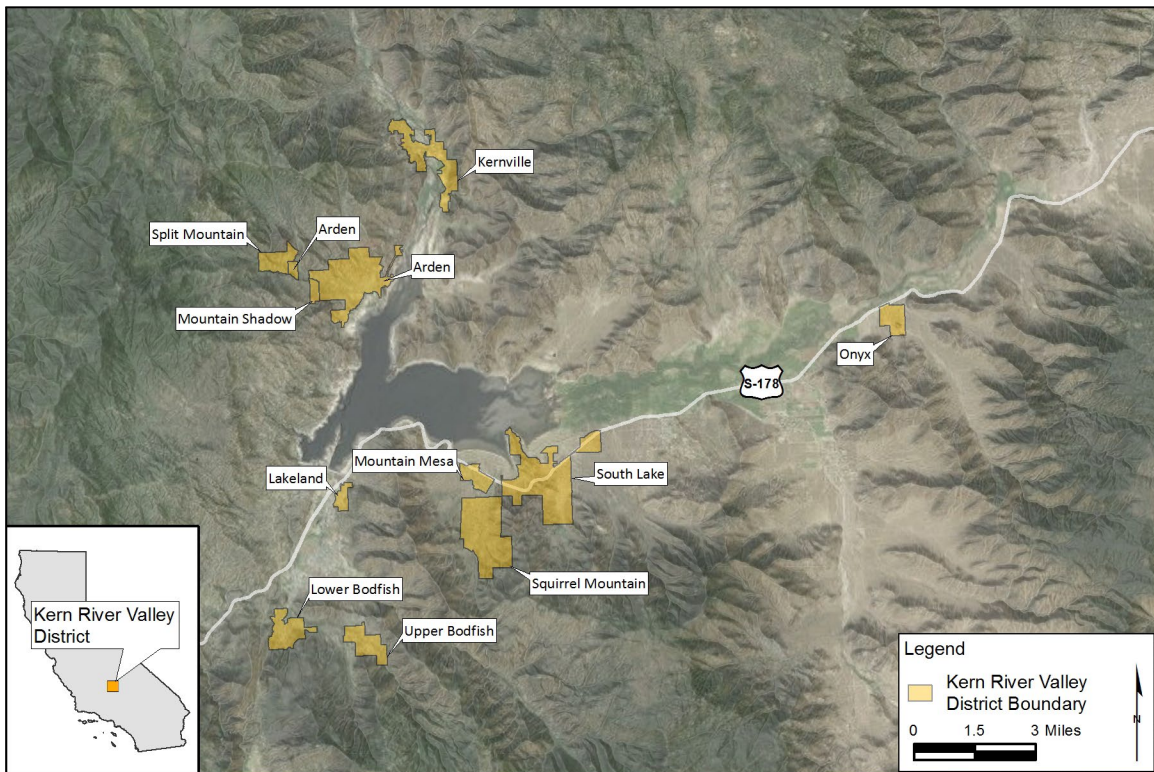 Kernville
Split Mountain
Arden
Arden
Mountain Shadow
Onyx
S-178
Mountain Mesa
Lakeland
South Lake
Squirrel Mountain
Lower Bodfish
Upper Bodfish
Kern River Valley
District
Legend
Kern River Valley
District Boundary
0 1.5 3 Miles
N